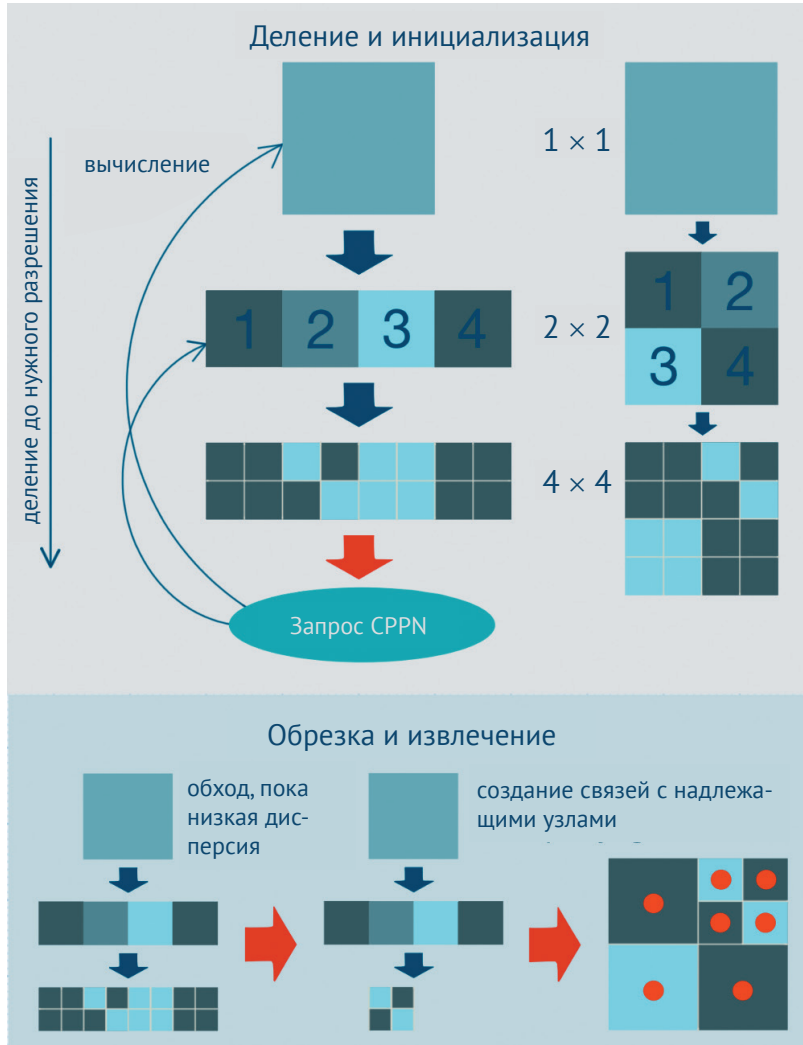 Деление и инициализация
деление до нужного разрешения
вычисление
1 × 1
1 2 3 4
2 × 2
1 2
3 4
4 × 4
Запрос CPPN
Обрезка и извлечение
обход, пока
низкая дис-
персия
создание связей с надлежа-
щими узлами